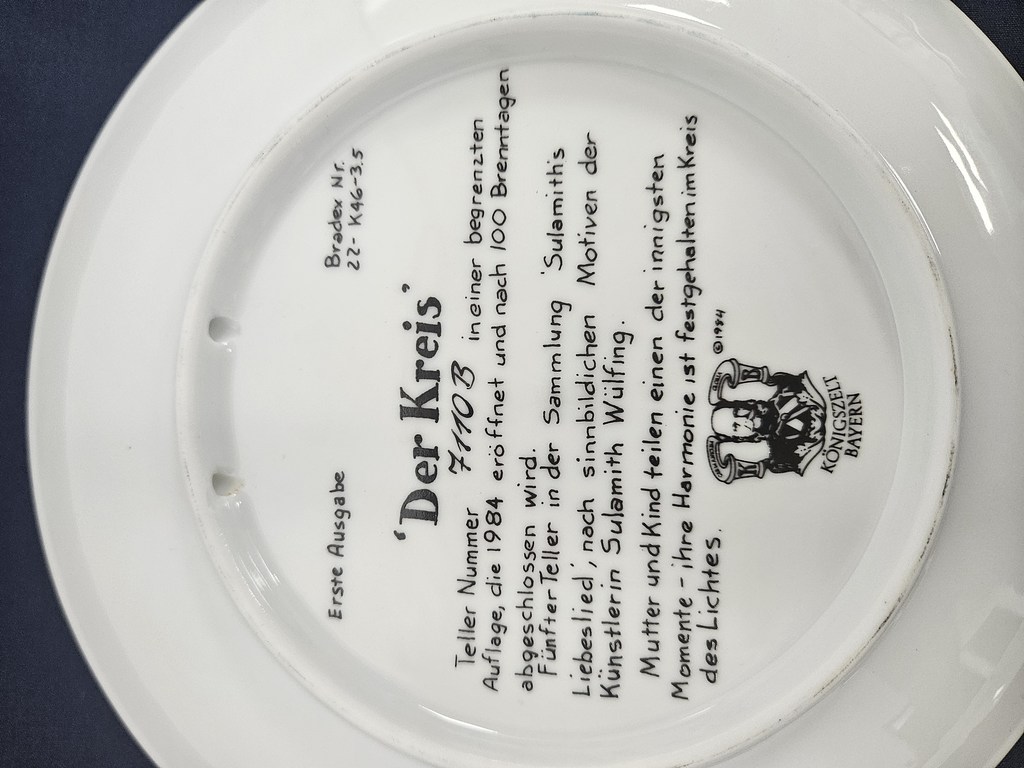 Erste Ausgabe
Bradex Nr.
22-K46-3.5
'Der Kreis'
Teller Nummer 7110B in einer begrenzten
Auflage, die 1984 eröffnet und nach 100 Brenntagen
abgeschlossen wird.
Fünfter Teller in der Sammlung 'Sulamith's
Liebeslied', nach sinnbildlichen Motiven der
Künstlerin Sulamith Wülfing.
Mutter und Kind teilen einen der innigsten
Momente - ihre Harmonie ist festgehalten im Kreis
des Lichtes.
©1984
K B
KÖNIGSZELT
BAYERN